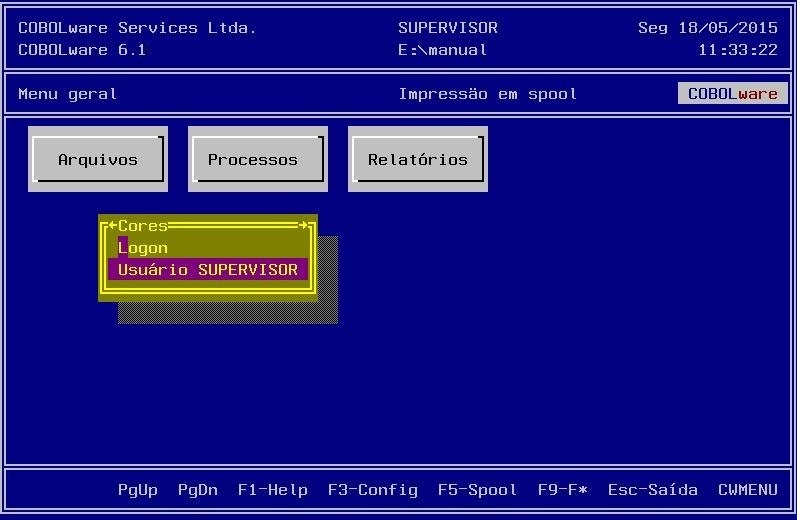 COBOLware Services Ltda. SUPERVISOR Seg 18/05/2015
COBOLware 6.1 E:\manual 11:33:22
Menu geral Impressäo em spool COBOLware
Arquivos Processos Relatórios
Cores
Logon
Usuário SUPERVISOR
PgUp PgDn F1-Help F3-Config F5-Spool F9-F* Esc-Saída CWMENU